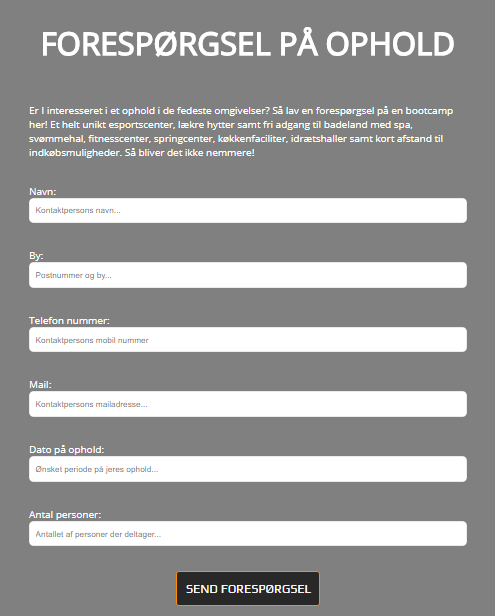 FORESPØRGSEL PÅ OPHOLD
Er I interesseret i et ophold i de fedeste omgivelser? Så lav en forespørgsel på en bootcamp
her! Et helt unikt esportscenter, lækre hytter samt fri adgang til badeland med spa,
svømmehal, fitnesscenter, springcenter, køkkenfaciliter, idrætshaller samt kort afstand til
indkøbsmuligheder. Så bliver det ikke nemmere!
Navn:
Kontaktpersons navn...
By:
Postnummer og by...
Telefon nummer:
Kontaktpersons mobil nummer
Mail:
Kontaktpersons mailadresse...
Dato på ophold:
Ønsket periode på jeres ophold...
Antal personer:
Antallet af personer der deltager...
SEND FORESPØRGSEL